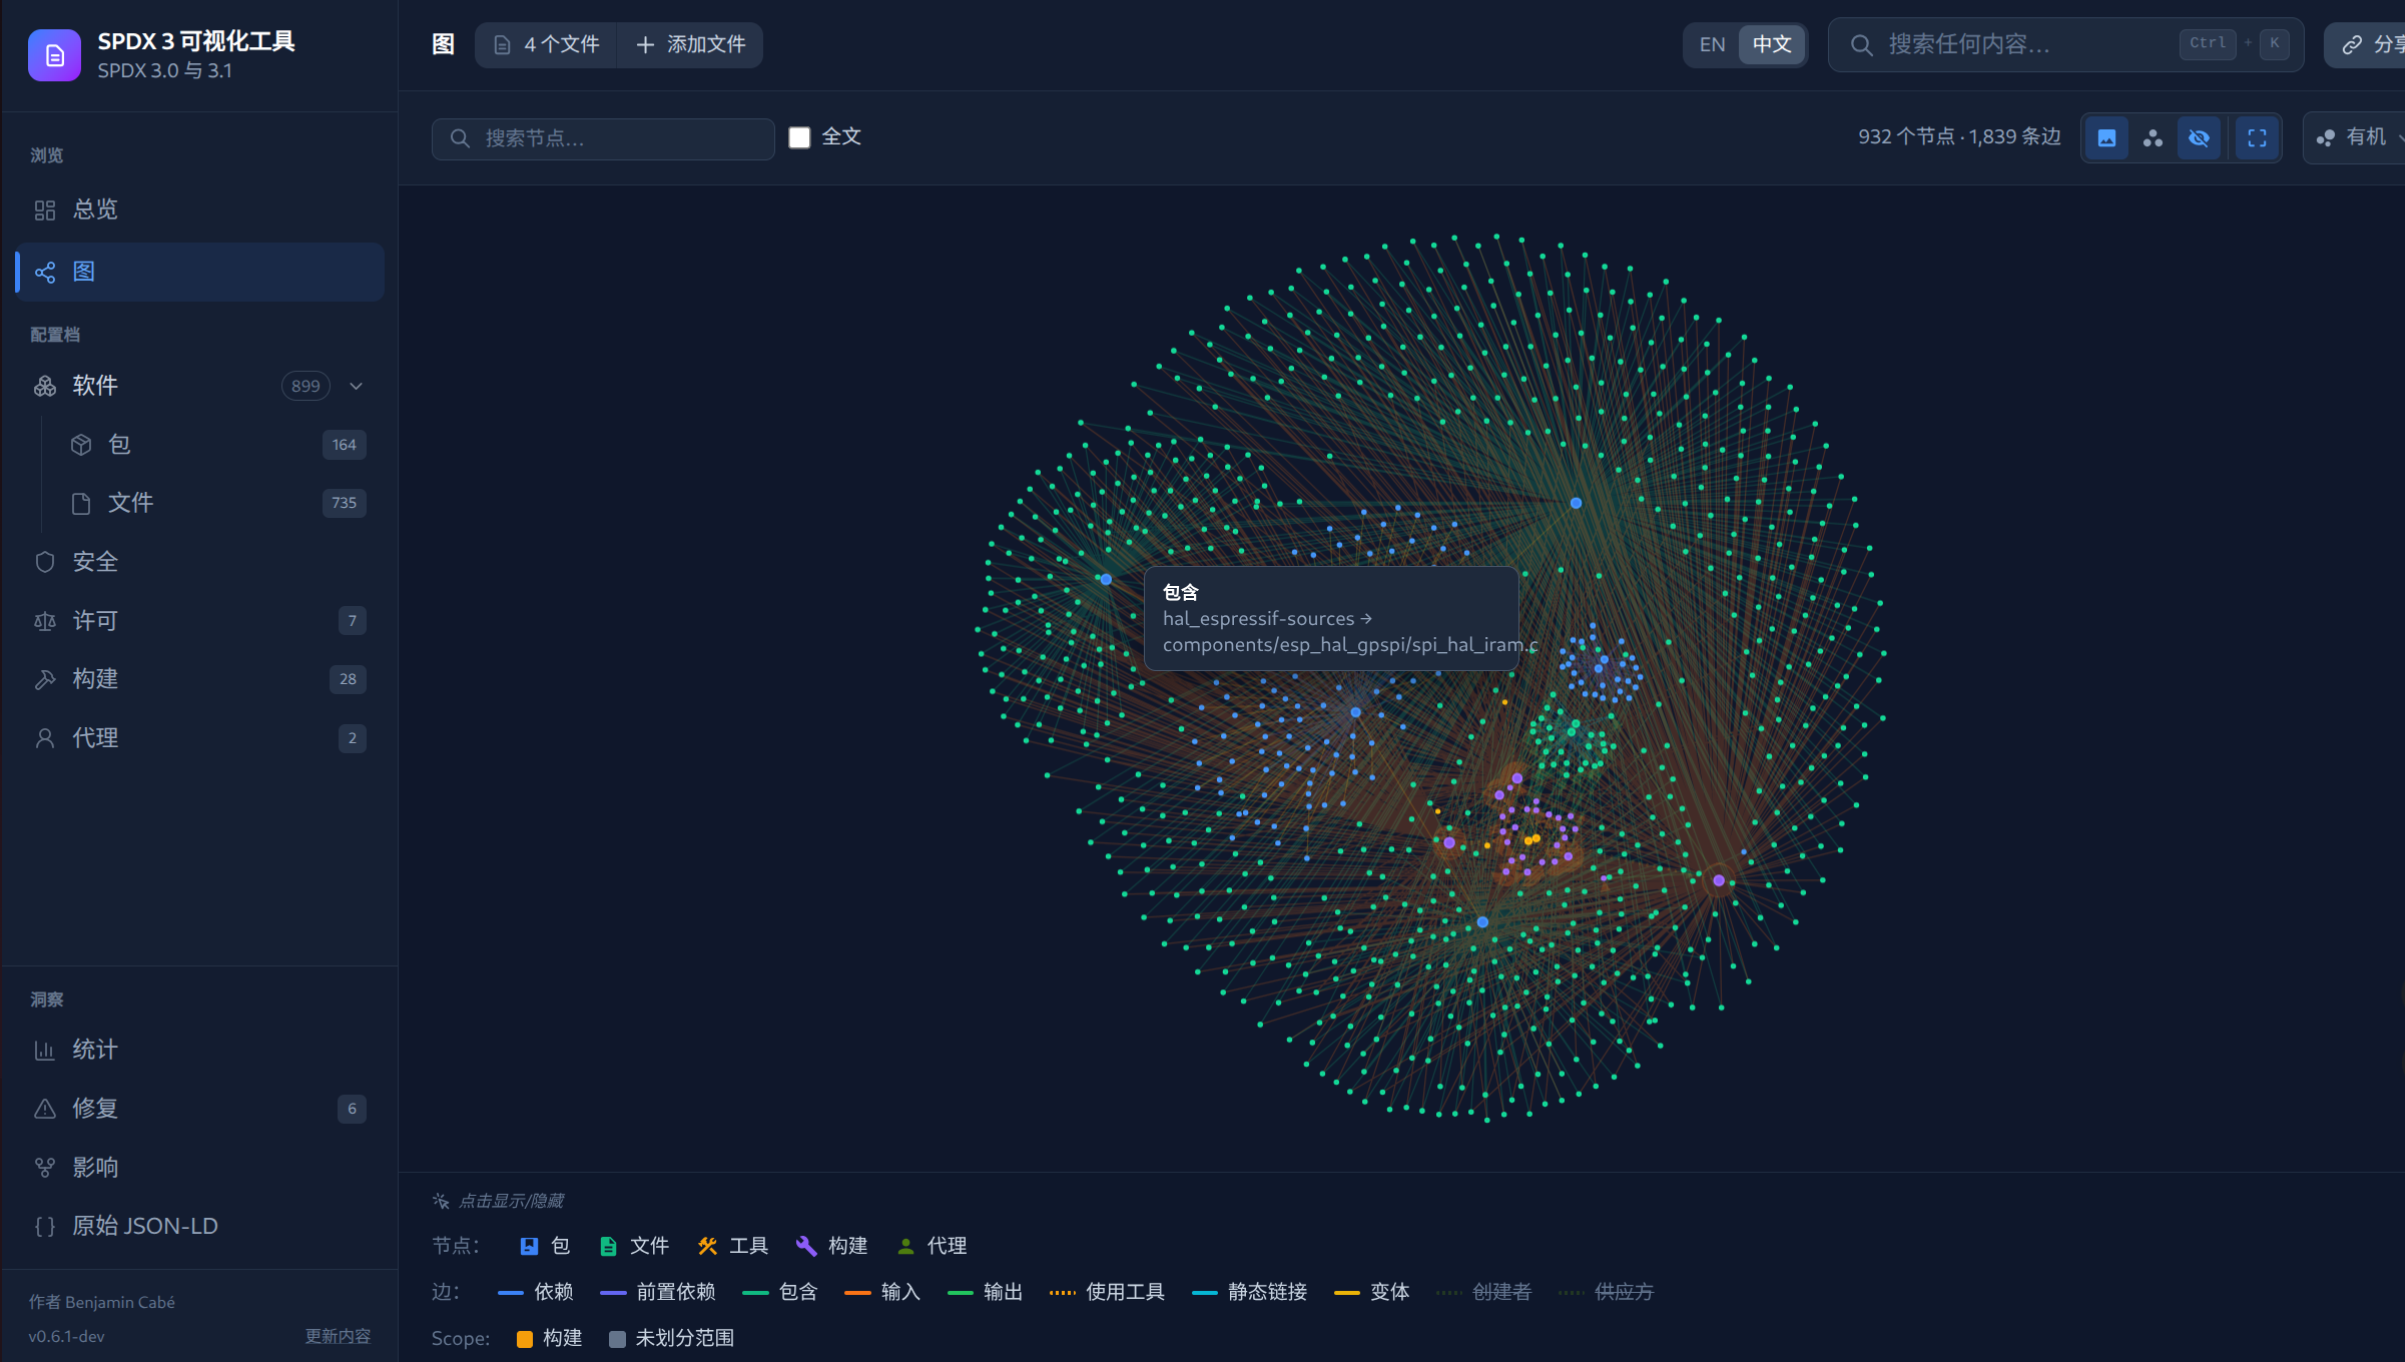 SPDX 3 可视化工具
SPDX 3.0 与 3.1
图
4 个文件
添加文件
EN
中文
搜索任何内容…
Ctrl + K
浏览
总览
图
配置档
软件 899
包 164
文件 735
安全
许可 7
构建 28
代理 2
洞察
统计
修复 6
影响
原始 JSON-LD
作者 Benjamin Cabé
v0.6.1-dev
更新内容
搜索节点…
全文
932 个节点 · 1,839 条边
有机
包含
hal_espressif-sources →
components/esp_hal_gpspi/spi_hal_iram.c
点击显示/隐藏
节点: 包 文件 工具 构建 代理
边: 依赖 前置依赖 包含 输入 输出 使用工具 静态链接 变体 创建者 供应方
Scope: 构建 未划分范围